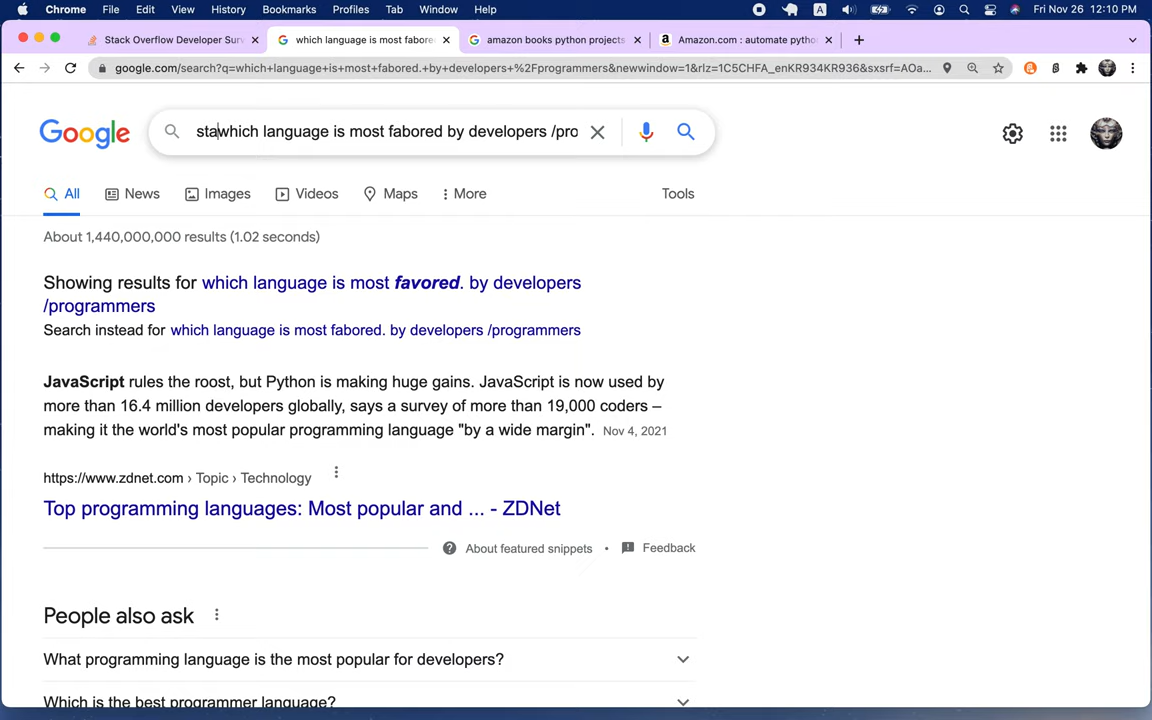 Chrome File Edit View History Bookmarks Profiles Tab Window Help A Fri Nov 26 12:10 PM
Stack Overflow Developer Surv which language is most favored amazon books python projects Amazon.com : automate python
google.com/search?q=which+language+is+most+fabored.+by+developers+%2Fprogrammers&newwindow=1&rlz=1C5CHFA_enKR934KR936&sxsrf=AOa...
Google stawhich language is most fabored by developers /pro
All News Images Videos Maps More Tools
About 1,440,000,000 results (1.02 seconds)
Showing results for which language is most favored. by developers
/programmers
Search instead for which language is most fabored. by developers /programmers
JavaScript rules the roost, but Python is making huge gains. JavaScript is now used by
more than 16.4 million developers globally, says a survey of more than 19,000 coders –
making it the world's most popular programming language "by a wide margin". Nov 4, 2021
https://www.zdnet.com › Topic › Technology
Top programming languages: Most popular and ... - ZDNet
About featured snippets • Feedback
People also ask
What programming language is the most popular for developers?
Which is the best programmer language?